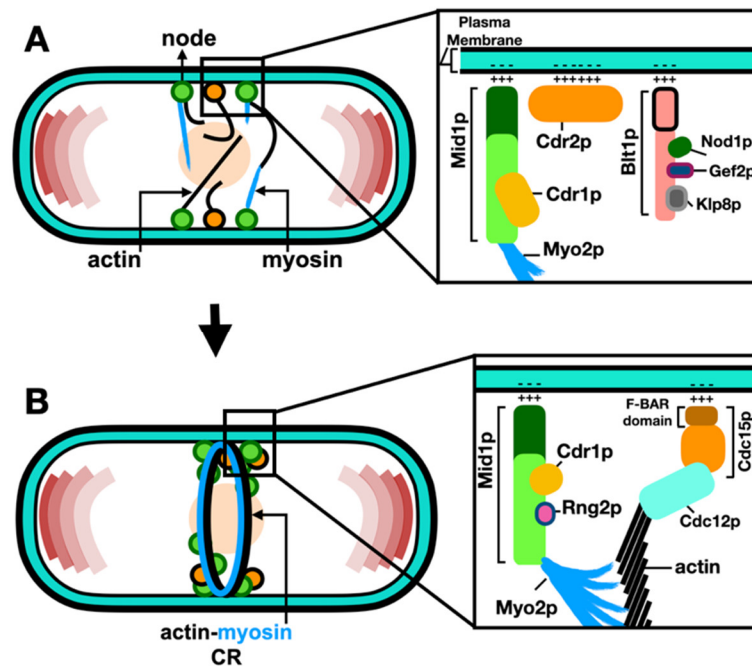 A
node
actin
myosin
Plasma
Membrane
- - -
- - - - - -
- - -
+++
++++++
+++
Mid1p
Cdr2p
Cdr1p
Myo2p
Blt1p
Nod1p
Gef2p
Klp8p
B
actin-myosin
CR
- - -
- - -
+++
+++
Mid1p
Cdr1p
Rng2p
Myo2p
F-BAR
domain
Cdc15p
Cdc12p
actin